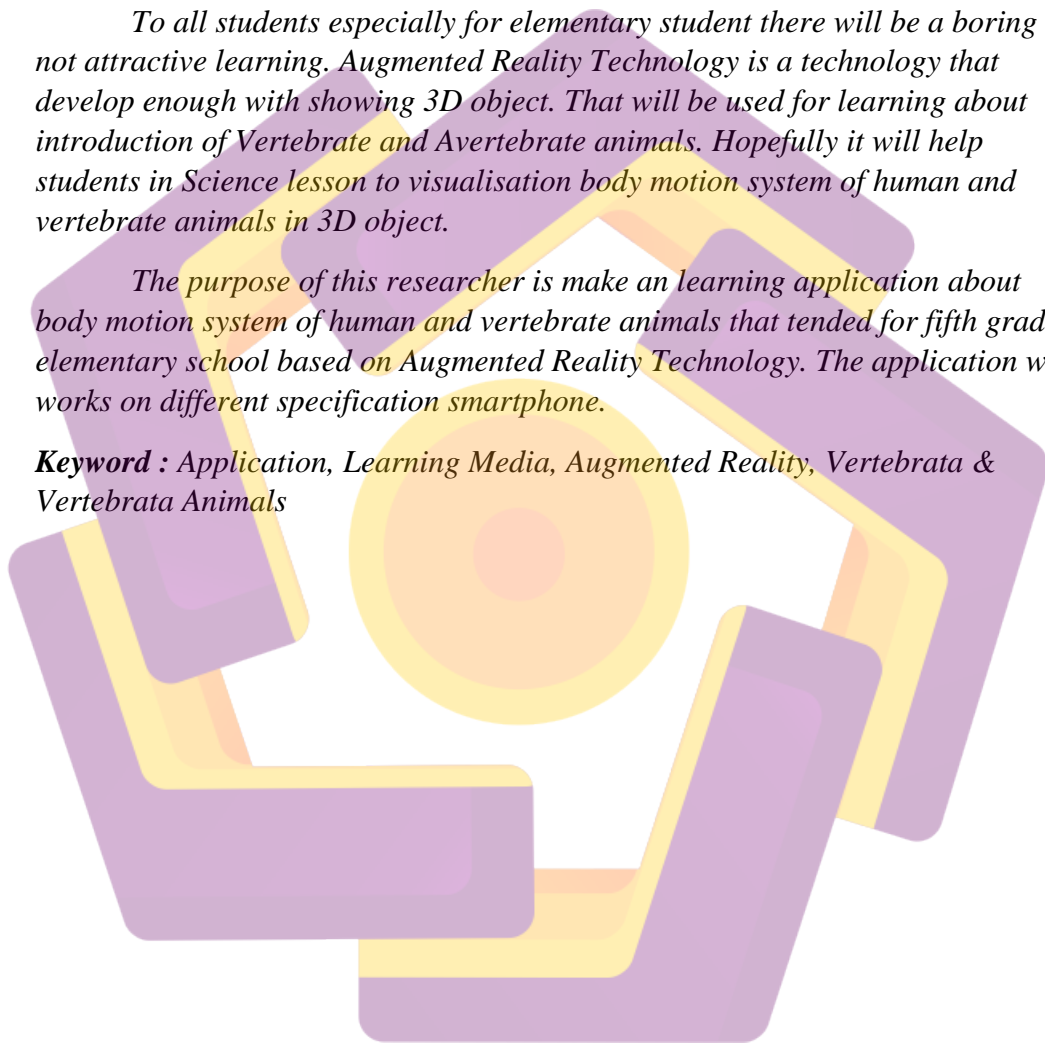 To all students especially for elementary student there will be a boring
not attractive learning. Augmented Reality Technology is a technology that
develop enough with showing 3D object. That will be used for learning about
introduction of Vertebrate and Avertebrate animals. Hopefully it will help
students in Science lesson to visualisation body motion system of human and
vertebrate animals in 3D object.
The purpose of this researcher is make an learning application about
body motion system of human and vertebrate animals that tended for fifth grad
elementary school based on Augmented Reality Technology. The application w
works on different specification smartphone.
Keyword : Application, Learning Media, Augmented Reality, Vertebrata &
Vertebrata Animals